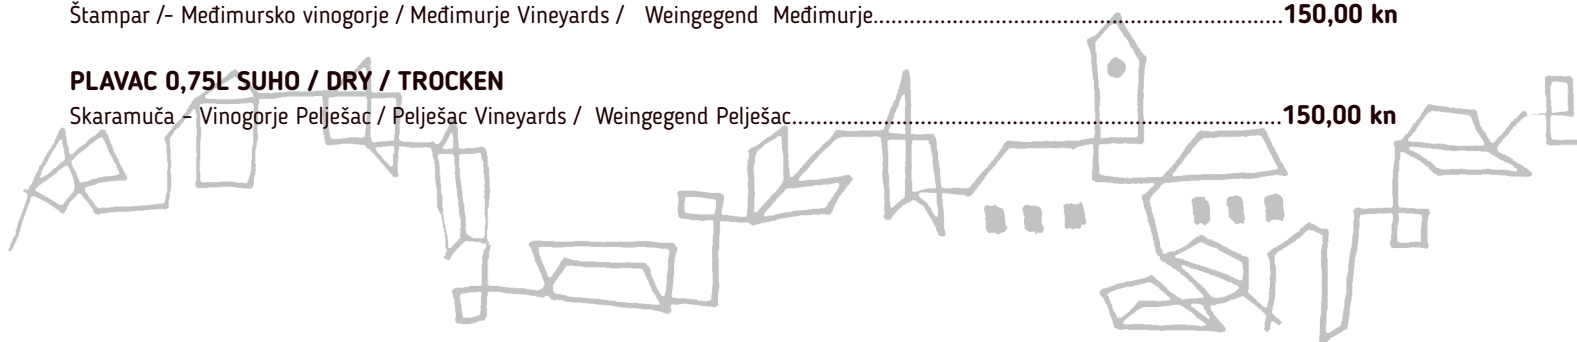 Štampar /- Međimursko vinogorje / Međimurje Vineyards / Weingegend Međimurje......................................................................................150,00 kn
PLAVAC 0,75L SUHO / DRY / TROCKEN
Skaramuča – Vinogorje Pelješac / Pelješac Vineyards / Weingegend Pelješac.......................................................................................................150,00 kn